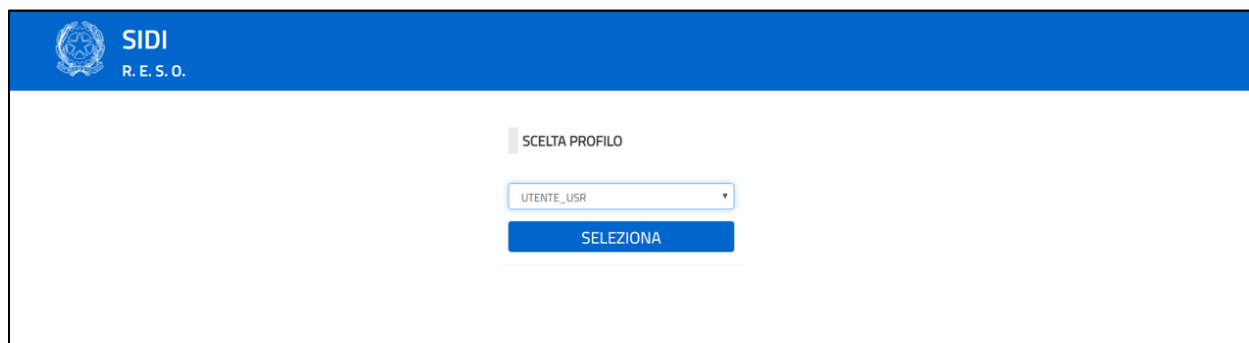 SIDI
R. E. S. O.
SCELTA PROFILO
UTENTE_USR
SELEZIONA